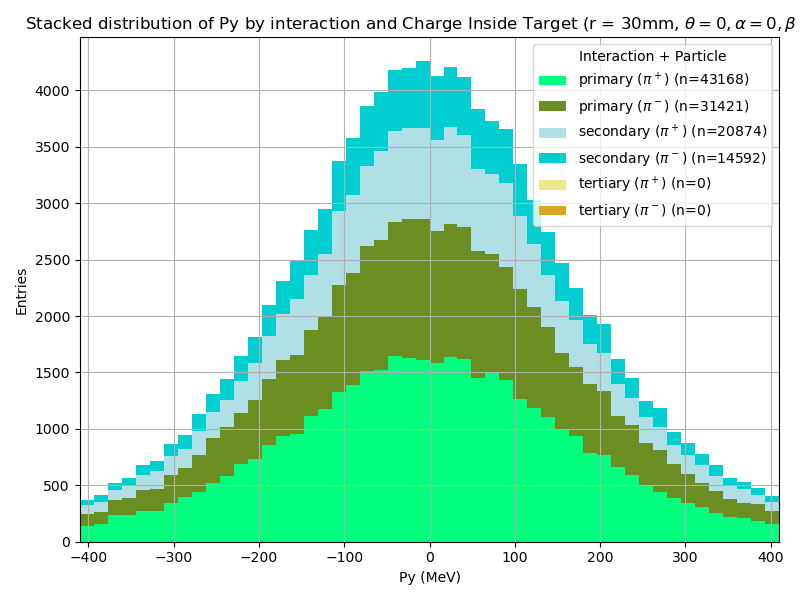 Stacked distribution of Py by interaction and Charge Inside Target (r = 30mm, θ = 0, α = 0, β
Interaction + Particle
primary (π⁺) (n=43168)
primary (π⁻) (n=31421)
secondary (π⁺) (n=20874)
secondary (π⁻) (n=14592)
tertiary (π⁺) (n=0)
tertiary (π⁻) (n=0)
Entries
4000
3500
3000
2500
2000
1500
1000
500
0
−400 −300 −200 −100 0 100 200 300 400
Py (MeV)